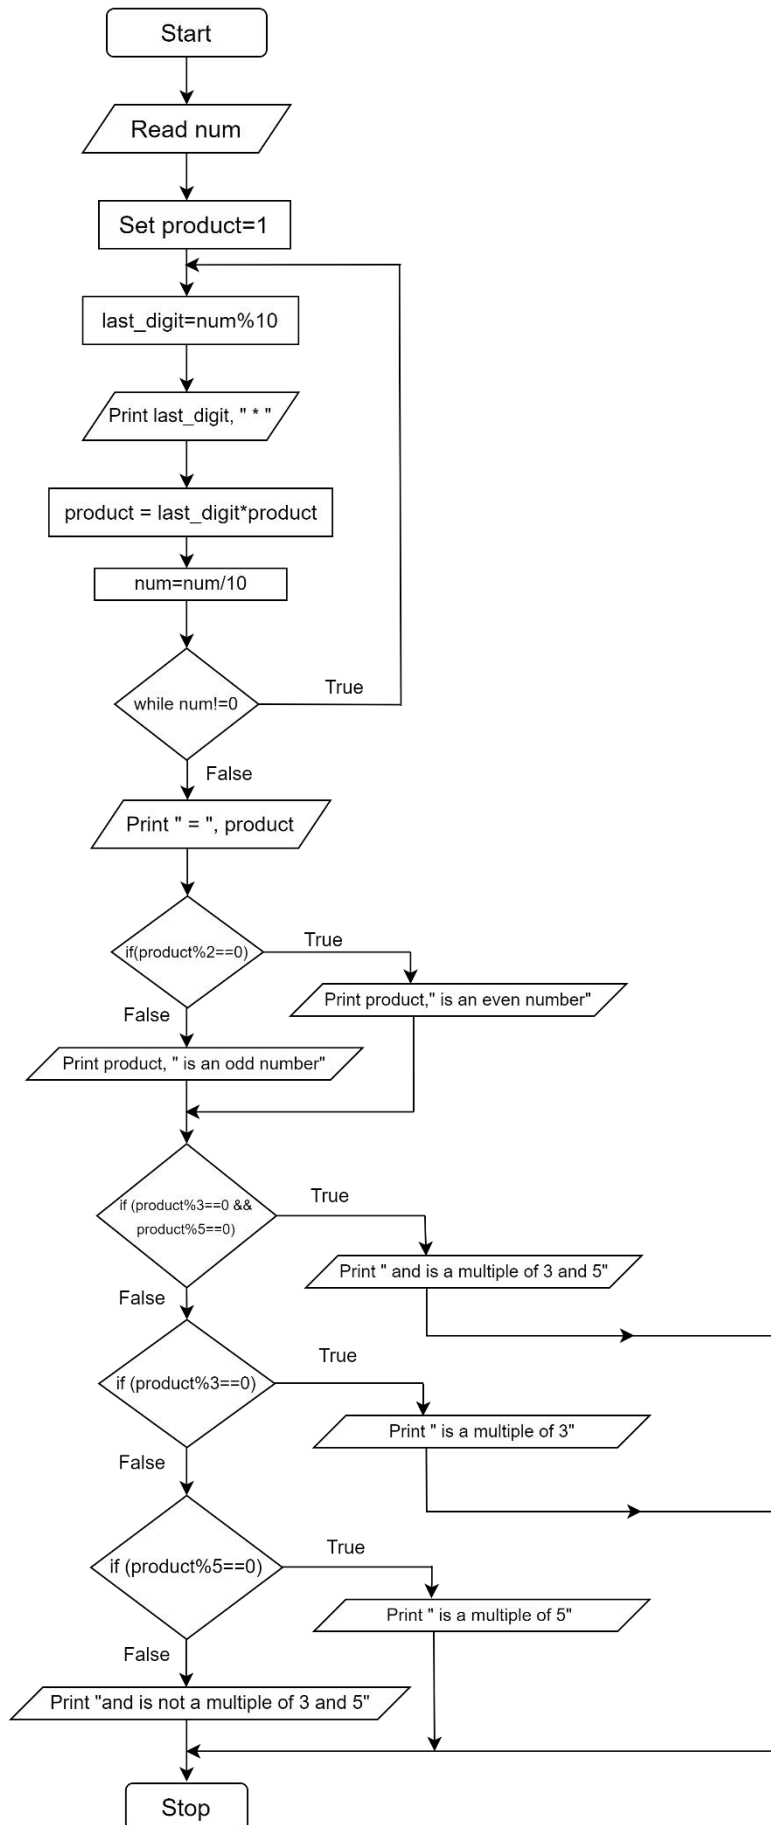 Start
Read num
Set product=1
last_digit=num%10
Print last_digit, " * "
product = last_digit*product
num=num/10
while num!=0
True
False
Print " = ", product
if(product%2==0)
True
Print product," is an even number"
False
Print product, " is an odd number"
if (product%3==0 &&
product%5==0)
True
Print " and is a multiple of 3 and 5"
False
if (product%3==0)
True
Print " is a multiple of 3"
False
if (product%5==0)
True
Print " is a multiple of 5"
False
Print "and is not a multiple of 3 and 5"
Stop